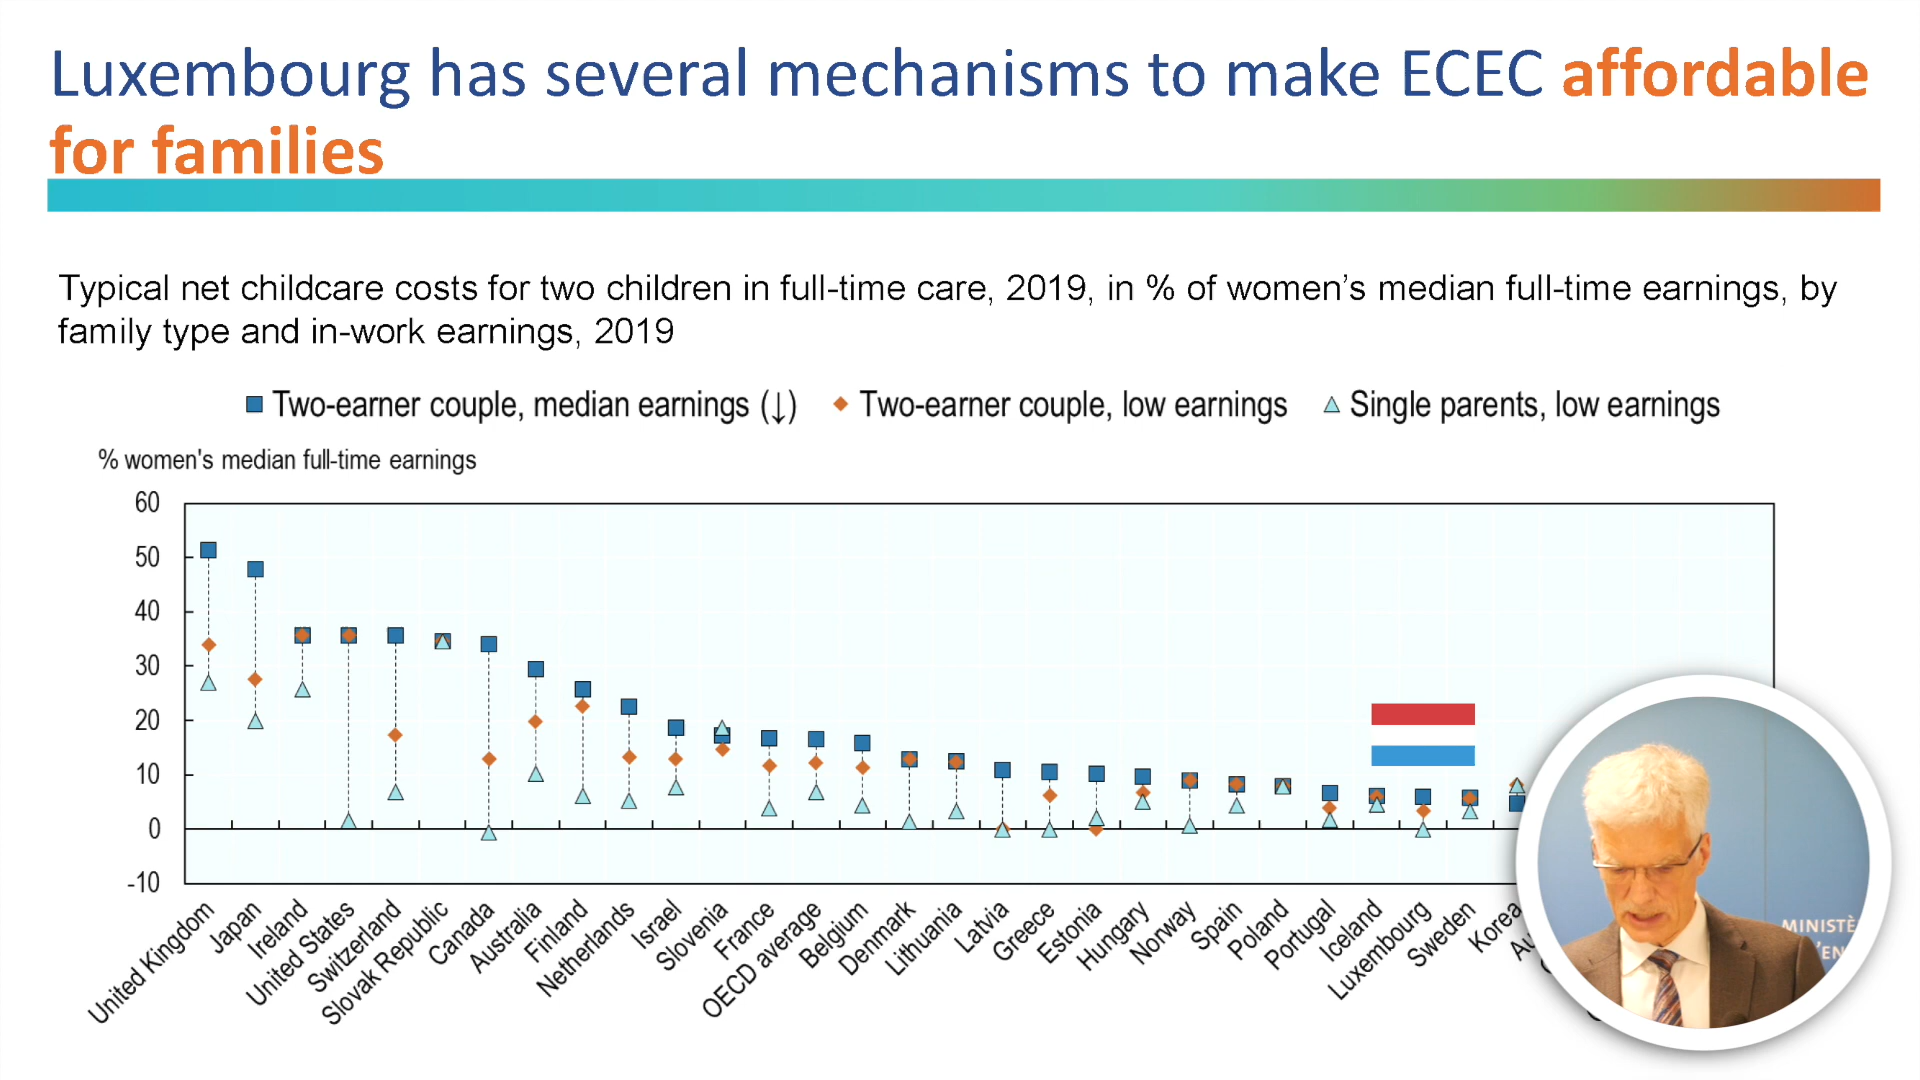 Luxembourg has several mechanisms to make ECEC affordable
for families
Typical net childcare costs for two children in full-time care, 2019, in % of women’s median full-time earnings, by
family type and in-work earnings, 2019
Two-earner couple, median earnings (↓)
Two-earner couple, low earnings
Single parents, low earnings
% women's median full-time earnings
60
50
40
30
20
10
0
-10
United Kingdom
Japan
Ireland
United States
Switzerland
Slovak Republic
Canada
Australia
Finland
Netherlands
Israel
Slovenia
France
OECD average
Belgium
Denmark
Lithuania
Latvia
Greece
Estonia
Hungary
Norway
Spain
Poland
Portugal
Iceland
Luxembourg
Sweden
Korea
MINISTÈ